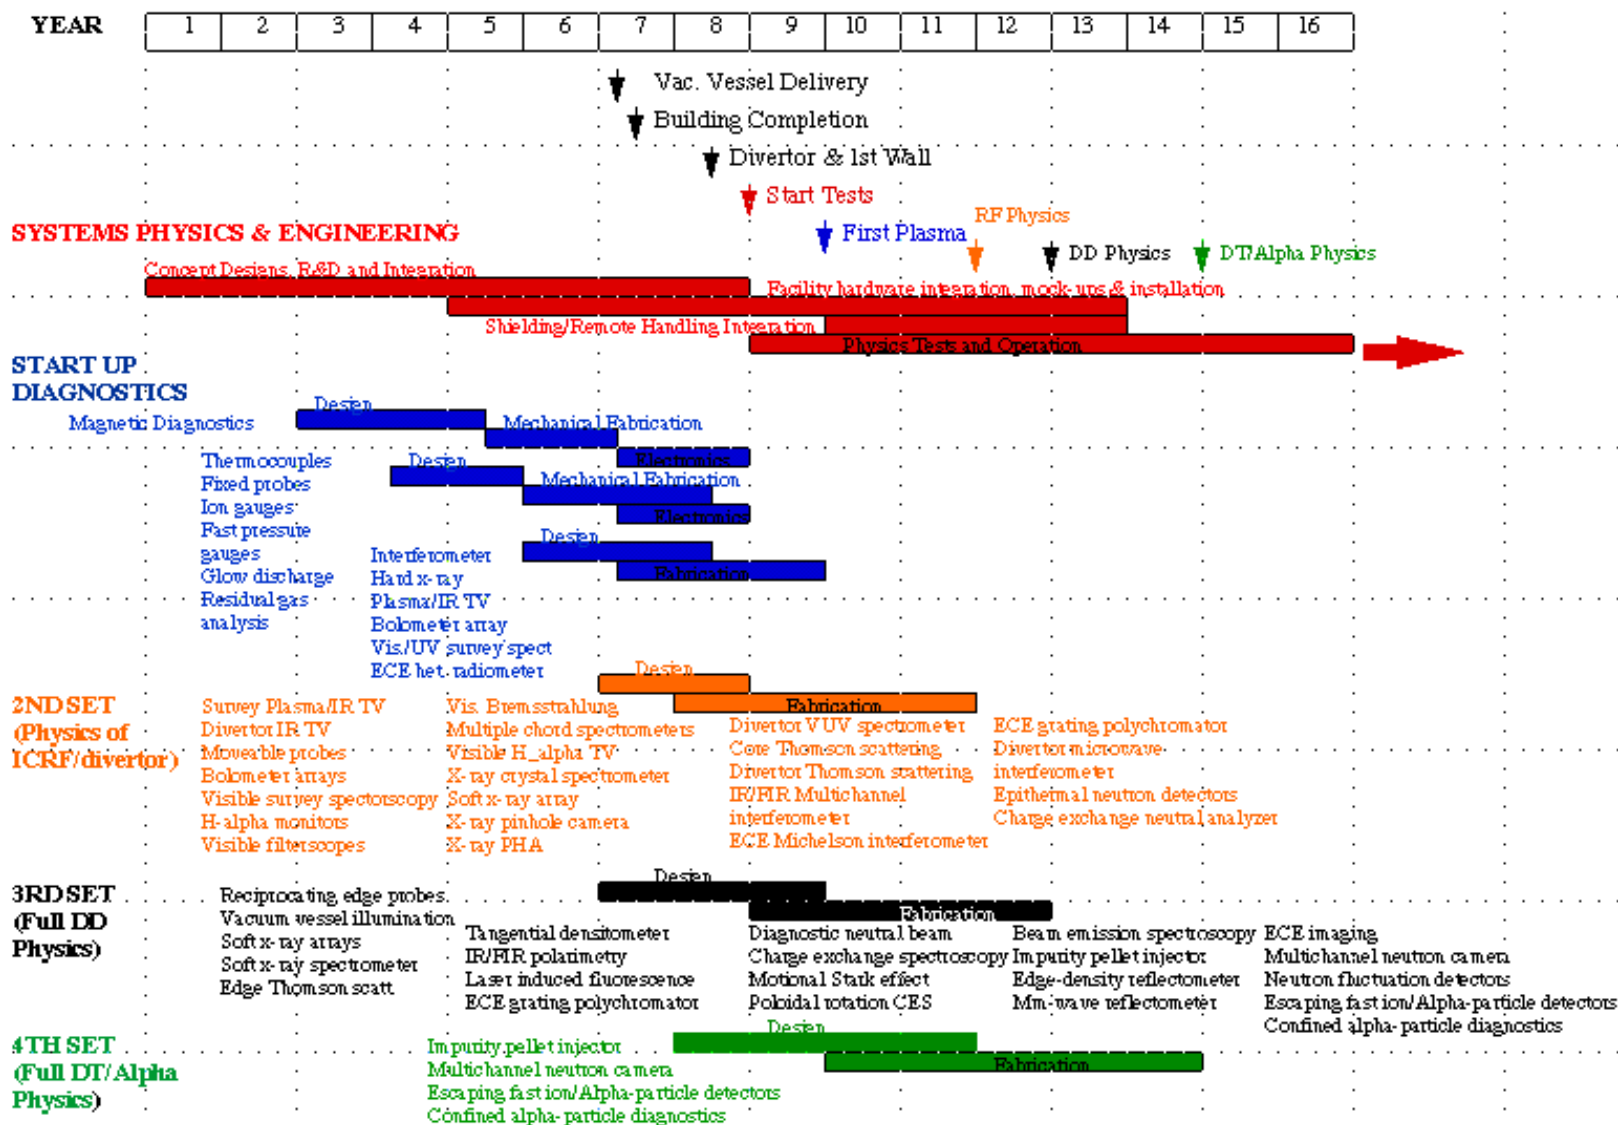 YEAR 1 2 3 4 5 6 7 8 9 10 11 12 13 14 15 16
Vac. Vessel Delivery
Building Completion
Divertor & 1st Wall
Start Tests
RF Physics
SYSTEMS PHYSICS & ENGINEERING
First Plasma
DD Physics
DT/Alpha Physics
Concept Designs, R&D and Integration
Facility hardware integration, mock-ups & installation
Shielding/Remote Handling Integration
Physics Tests and Operation
START UP
DIAGNOSTICS
Magnetic Diagnostics
Design
Mechanical Fabrication
Electronics
Thermocouples
Fixed probes
Ion gauges
Fast pressure
gauges
Glow discharge
Residual gas
analysis
Design
Mechanical Fabrication
Electronics
Interferometer
Hard x-ray
Plasma/IR TV
Bolometer array
Vis./UV survey spect
ECE het. radiometer
Design
Fabrication
2ND SET
(Physics of
ICRF/divertor)
Design
Fabrication
Survey Plasma/IR TV
Divertor IR TV
Moveable probes
Bolometer arrays
Visible survey spectorscopy
H-alpha monitors
Visible filterscopes
Vis. Bremsstrahlung
Multiple chord spectrometers
Visible H_alpha TV
X-ray crystal spectrometer
Soft x-ray array
X-ray pinhole camera
X-ray PHA
Divertor VUV spectrometer
Core Thomson scattering
Divertor Thomson scattering
IR/FIR Multichannel
interferometer
ECE Michelson interferometer
ECE grating polychromator
Divertor microwave
interferometer
Epithermal neutron detectors
Charge exchange neutral analyzer
3RD SET
(Full DD
Physics)
Design
Fabrication
Reciprocating edge probes
Vacuum vessel illumination
Soft x-ray arrays
Soft x-ray spectrometer
Edge Thomson scatt
Tangential densitometer
IR/FIR polarimetry
Laser induced fluorescence
ECE grating polychromator
Diagnostic neutral beam
Charge exchange spectroscopy
Motional Stark effect
Poloidal rotation CES
Beam emission spectroscopy
Impurity pellet injector
Edge-density reflectometer
Mm-wave reflectometer
ECE imaging
Multichannel neutron camera
Neutron fluctuation detectors
Escaping fast ion/Alpha-particle detectors
Confined alpha-particle diagnostics
4TH SET
(Full DT/Alpha
Physics)
Design
Fabrication
Impurity pellet injector
Multichannel neutron camera
Escaping fast ion/Alpha-particle detectors
Confined alpha-particle diagnostics